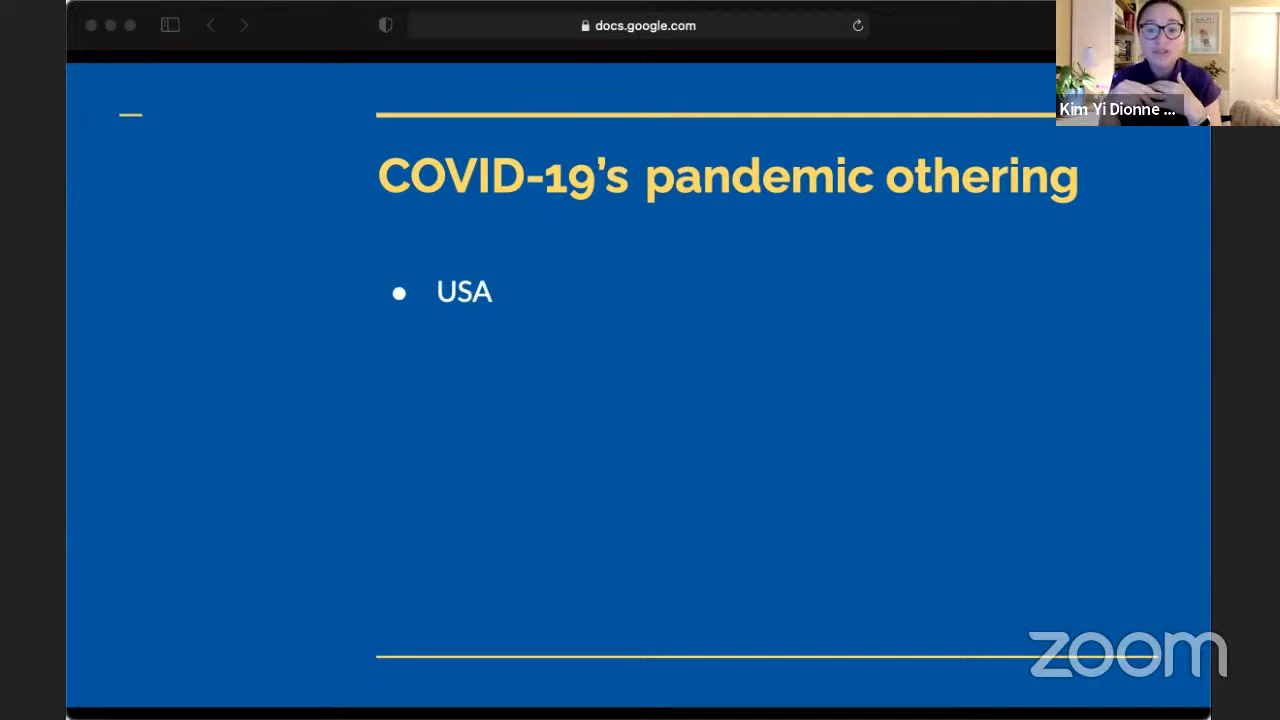 docs.google.com
Kim Yi Dionne ...
COVID-19’s pandemic othering
● USA
zoom